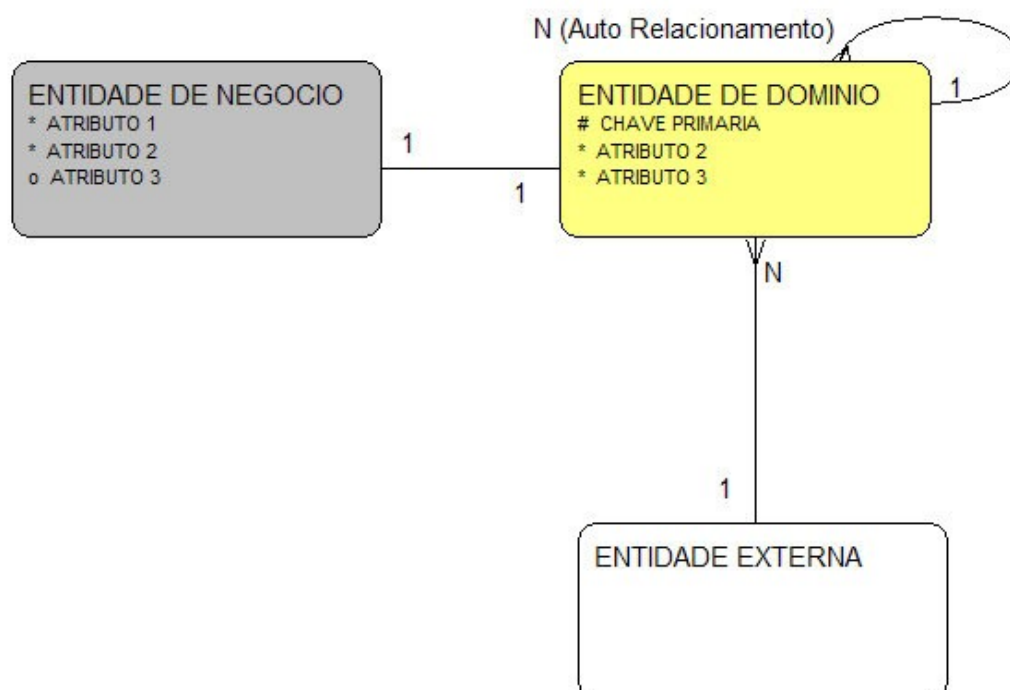 N (Auto Relacionamento)
1
ENTIDADE DE NEGOCIO
* ATRIBUTO 1
* ATRIBUTO 2
o ATRIBUTO 3
1
1
ENTIDADE DE DOMINIO
# CHAVE PRIMARIA
* ATRIBUTO 2
* ATRIBUTO 3
N
1
ENTIDADE EXTERNA